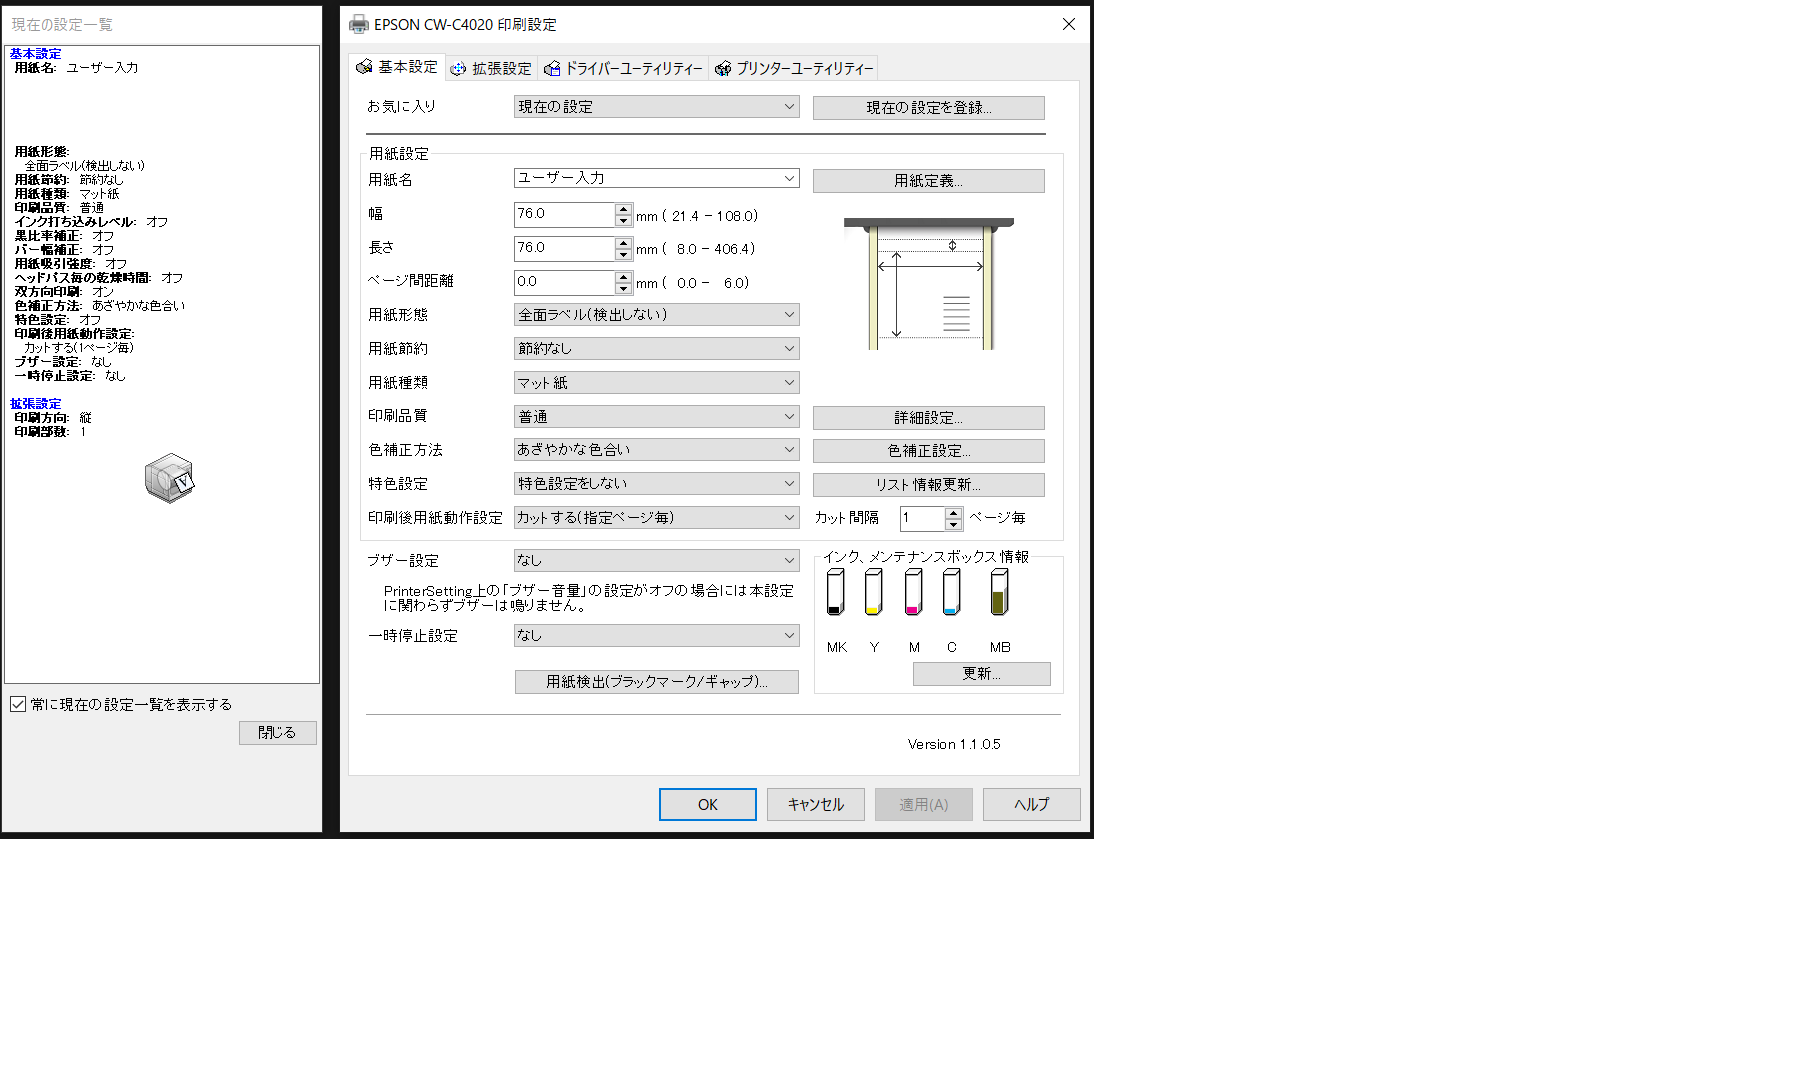 現在の設定一覧
基本設定
用紙名: ユーザー入力
用紙形態:
全面ラベル(検出しない)
用紙節約: 節約なし
用紙種類: マット紙
印刷品質: 普通
インク打ち込みレベル: オフ
黒比率補正: オフ
バー幅補正: オフ
用紙吸引強度: オフ
ヘッドパス毎の乾燥時間: オフ
双方向印刷: オン
色補正方法: あざやかな色合い
特色設定: オフ
印刷後用紙動作設定:
カットする(1ページ毎)
ブザー設定: なし
一時停止設定: なし
拡張設定
印刷方向: 縦
印刷部数: 1
常に現在の設定一覧を表示する
閉じる
EPSON CW-C4020 印刷設定
基本設定 拡張設定 ドライバーユーティリティー プリンターユーティリティー
お気に入り 現在の設定 現在の設定を登録...
用紙設定
用紙名 ユーザー入力 用紙定義...
幅 76.0 mm ( 21.4 - 108.0)
長さ 76.0 mm ( 8.0 - 406.4)
ページ間距離 0.0 mm ( 0.0 - 6.0)
用紙形態 全面ラベル(検出しない)
用紙節約 節約なし
用紙種類 マット紙
印刷品質 普通 詳細設定...
色補正方法 あざやかな色合い 色補正設定...
特色設定 特色設定をしない リスト情報更新...
印刷後用紙動作設定 カットする(指定ページ毎) カット間隔 1 ページ毎
ブザー設定 なし
PrinterSetting上の「ブザー音量」の設定がオフの場合には本設定
に関わらずブザーは鳴りません。
一時停止設定 なし
用紙検出(ブラックマーク/ギャップ)...
インク、メンテナンスボックス情報
MK Y M C MB
更新...
Version 1.1.0.5
OK キャンセル 適用(A) ヘルプ